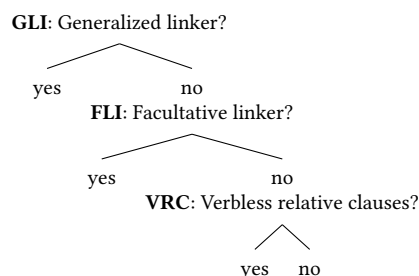 GLI: Generalized linker?
yes no
FLI: Facultative linker?
yes no
VRC: Verbless relative clauses?
yes no